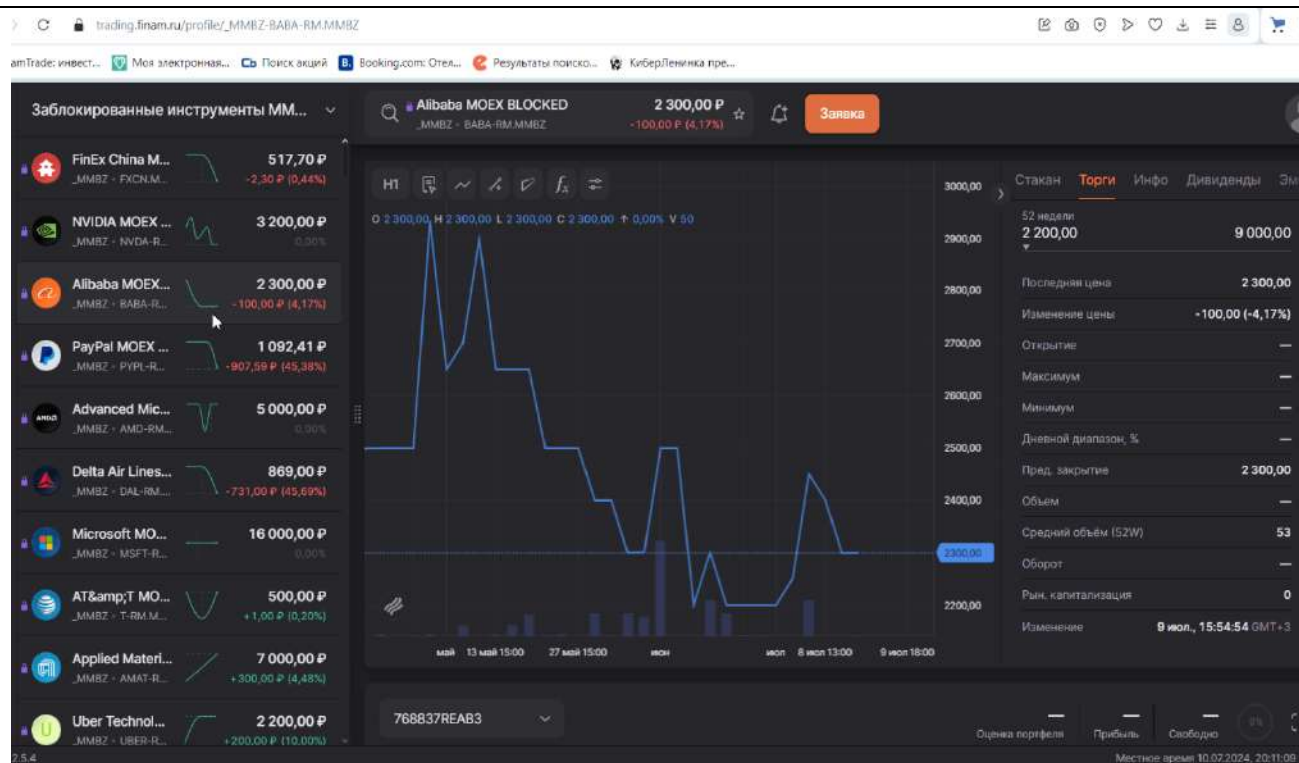 trading.finam.ru/profile/_MMBZ-BABA-RM.MMBZ
amTrade: инвест... Моя электронная... Поиск акций Booking.com: Отел... Результаты поиско... КиберЛенинка пре...
Заблокированные инструменты ММ...
Alibaba MOEX BLOCKED 2 300,00 ₽
_MMBZ • BABA-RM.MMBZ -100,00 ₽ (4,17%)
Заявка
FinEx China M... 517,70 ₽
_MMBZ • FXCN.M... -2,30 ₽ (0,44%)
NVIDIA MOEX ... 3 200,00 ₽
_MMBZ • NVDA-R... 0,00%
Alibaba MOEX... 2 300,00 ₽
_MMBZ • BABA-R... -100,00 ₽ (4,17%)
PayPal MOEX ... 1 092,41 ₽
_MMBZ • PYPL-R... -907,59 ₽ (45,38%)
Advanced Mic... 5 000,00 ₽
_MMBZ • AMD-RM... 0,00%
Delta Air Lines... 869,00 ₽
_MMBZ • DAL-RM.... -731,00 ₽ (45,69%)
Microsoft MO... 16 000,00 ₽
_MMBZ • MSFT-R... 0,00%
AT&amp;T MO... 500,00 ₽
_MMBZ • T-RM.M... +1,00 ₽ (0,20%)
Applied Materi... 7 000,00 ₽
_MMBZ • AMAT-R... +300,00 ₽ (4,48%)
Uber Technol... 2 200,00 ₽
_MMBZ • UBER-R... +200,00 ₽ (10,00%)
2.5.4
H1
O 2 300,00 H 2 300,00 L 2 300,00 C 2 300,00 ↑ 0,00% V 50
3000,00
2900,00
2800,00
2700,00
2600,00
2500,00
2400,00
2300,00
2200,00
май 13 май 15:00 27 май 15:00 июн июл 8 июл 13:00 9 июл 18:00
Стакан Торги Инфо Дивиденды Эм
52 недели
2 200,00 9 000,00
Последняя цена 2 300,00
Изменение цены -100,00 (-4,17%)
Открытие —
Максимум —
Минимум —
Дневной диапазон, % —
Пред. закрытие 2 300,00
Объем —
Средний объём (52W) 53
Оборот —
Рын. капитализация 0
Изменение 9 июл., 15:54:54 GMT+3
768837REAB3
— — — 0%
Оценка портфеля Прибыль Свободно
Местное время 10.07.2024, 20:11:09